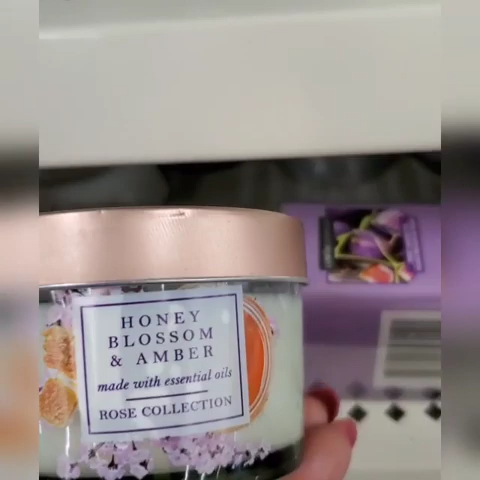 HONEY
BLOSSOM
& AMBER
made with essential oils
ROSE COLLECTION